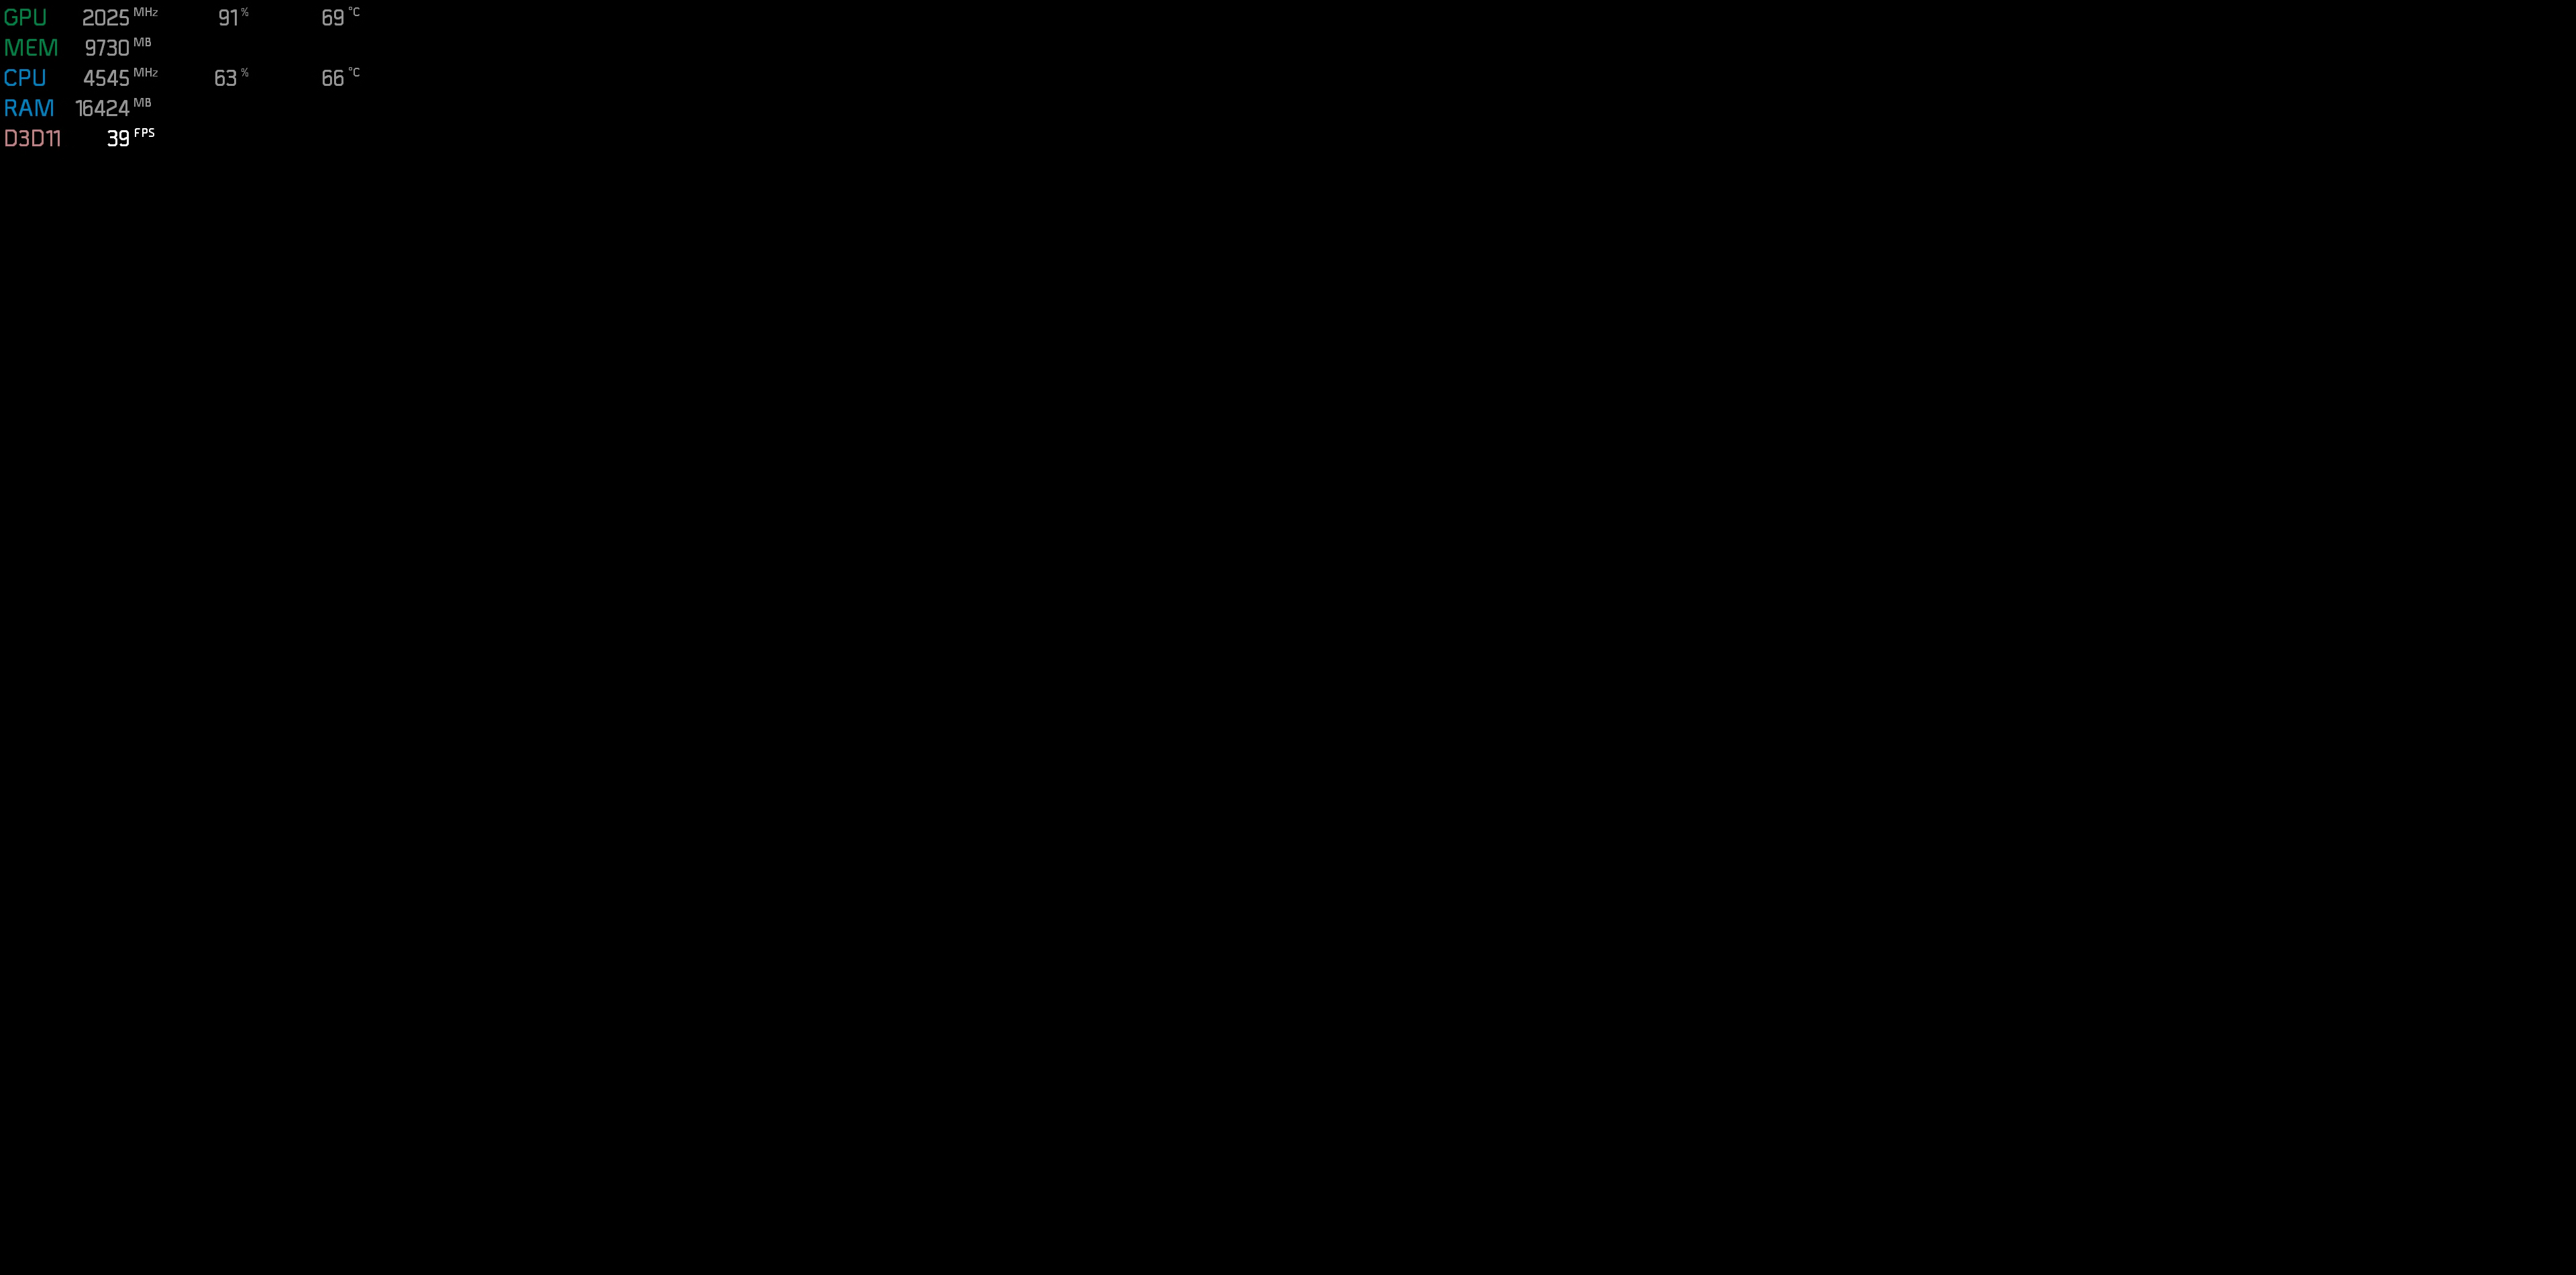 GPU 2025 MHz 91 % 69 °C
MEM 9730 MB
CPU 4545 MHz 63 % 66 °C
RAM 16424 MB
D3D11 39 FPS